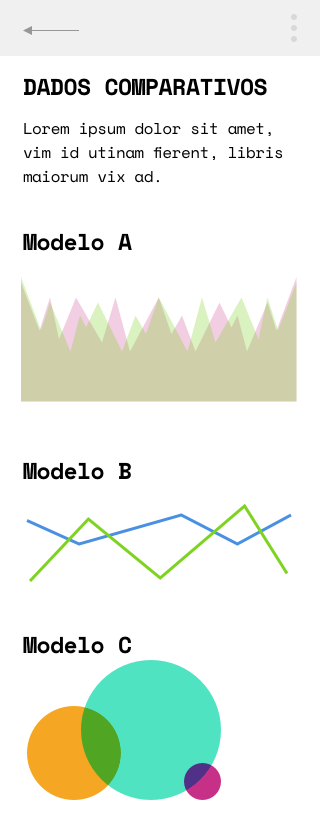 DADOS COMPARATIVOS
Lorem ipsum dolor sit amet,
vim id utinam fierent, libris
maiorum vix ad.
Modelo A
Modelo B
Modelo C